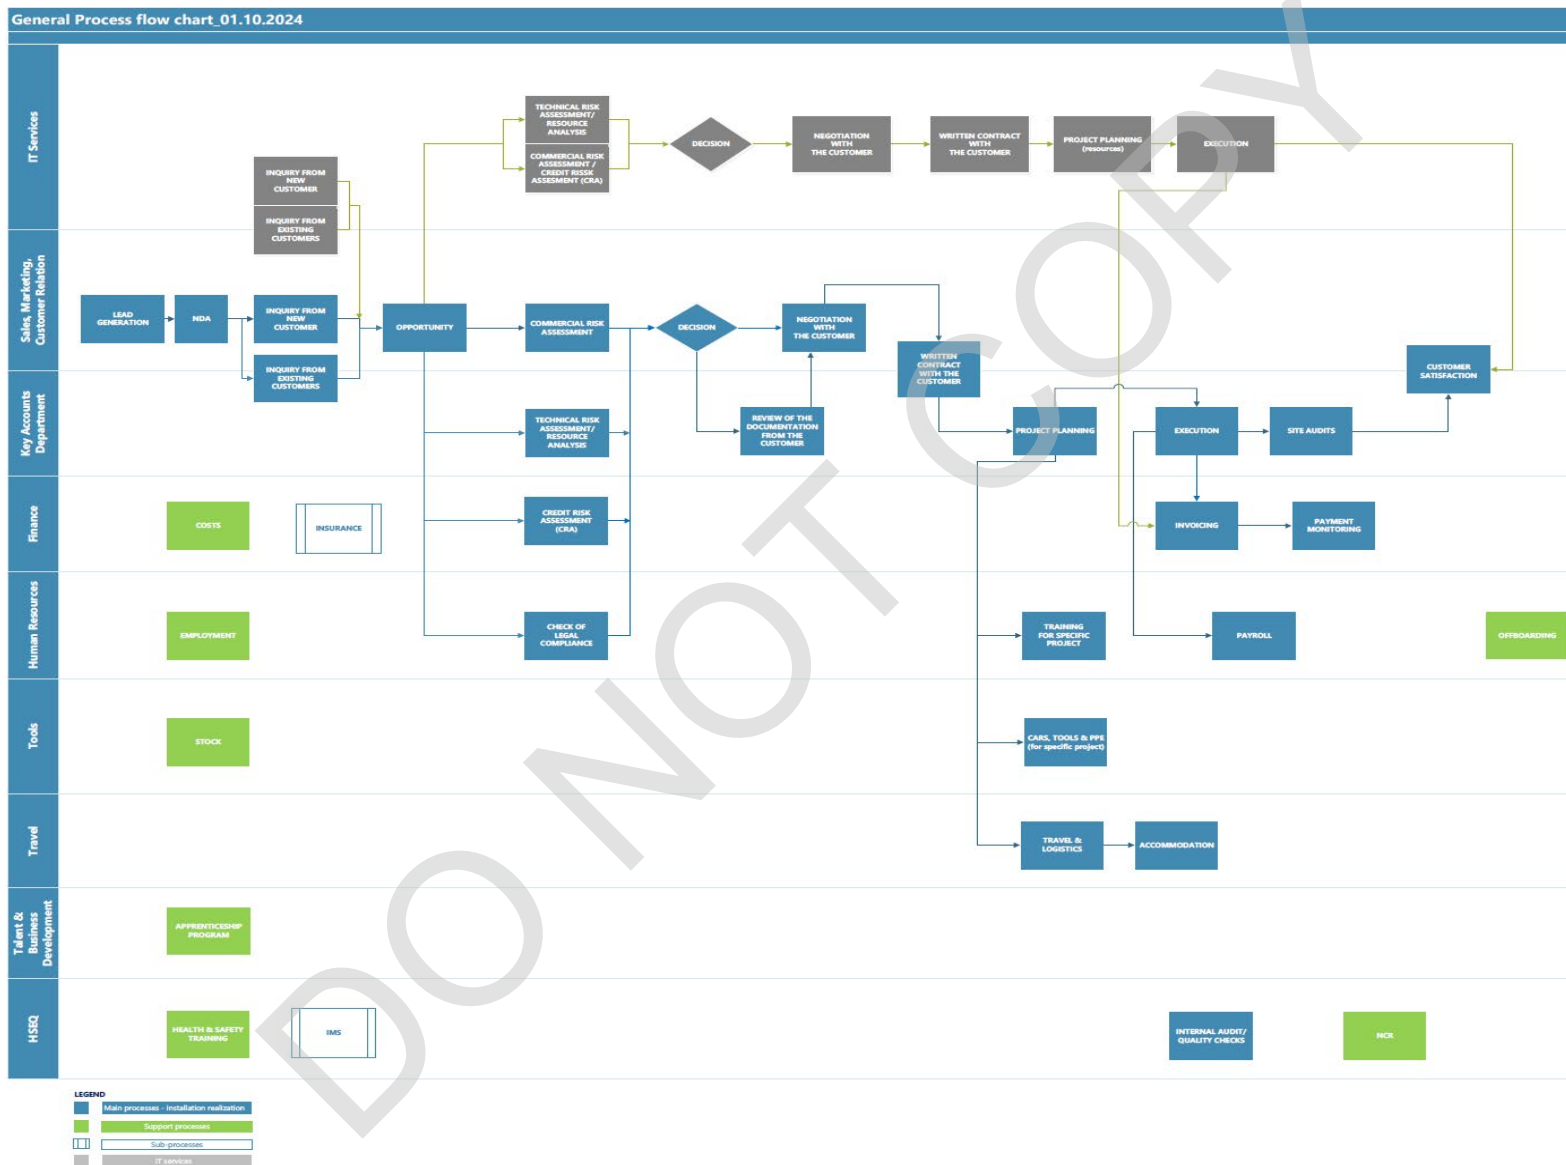 General Process flow chart_01.10.2024
IT Services
TECHNICAL RISK
ASSESSMENT/
RESOURCE
ANALYSIS
COMMERCIAL RISK
ASSESSMENT /
CREDIT RISSK
ASSESMENT (CRA)
DECISION
NEGOTIATION
WITH
THE CUSTOMER
WRITTEN CONTRACT
WITH
THE CUSTOMER
PROJECT PLANNING
(resources)
EXECUTION
INQUIRY FROM
NEW
CUSTOMER
INQUIRY FROM
EXISTING
CUSTOMERS
Sales, Marketing,
Customer Relation
LEAD
GENERATION
NDA
INQUIRY FROM
NEW
CUSTOMER
INQUIRY FROM
EXISTING
CUSTOMERS
OPPORTUNITY
COMMERCIAL RISK
ASSESSMENT
DECISION
NEGOTIATION
WITH
THE CUSTOMER
WRITTEN
CONTRACT
WITH THE
CUSTOMER
CUSTOMER
SATISFACTION
Key Accounts
Department
TECHNICAL RISK
ASSESSMENT/
RESOURCE
ANALYSIS
REVIEW OF THE
DOCUMENTATION
FROM THE
CUSTOMER
PROJECT PLANNING
EXECUTION
SITE AUDITS
Finance
COSTS
INSURANCE
CREDIT RISK
ASSESSMENT
(CRA)
INVOICING
PAYMENT
MONITORING
Human Resources
EMPLOYMENT
CHECK OF
LEGAL
COMPLIANCE
TRAINING
FOR SPECIFIC
PROJECT
PAYROLL
OFFBOARDING
Tools
STOCK
CARS, TOOLS & PPE
(for specific project)
Travel
TRAVEL &
LOGISTICS
ACCOMMODATION
Talent &
Business
Development
APPRENTICESHIP
PROGRAM
HSEQ
HEALTH & SAFETY
TRAINING
IMS
INTERNAL AUDIT/
QUALITY CHECKS
NCR
LEGEND
Main processes - Installation realization
Support processes
Sub-processes
IT services
DO NOT COPY